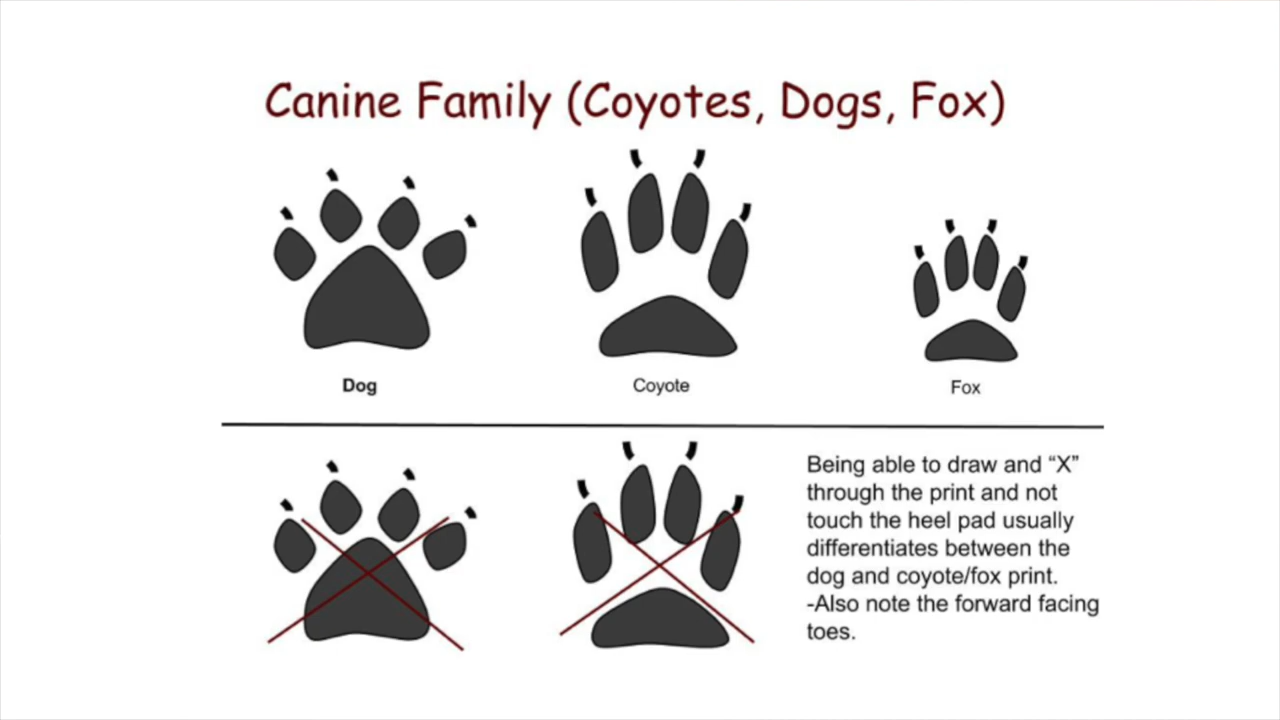 Canine Family (Coyotes, Dogs, Fox)
Dog
Coyote
Fox
Being able to draw and “X”
through the print and not
touch the heel pad usually
differentiates between the
dog and coyote/fox print.
-Also note the forward facing
toes.